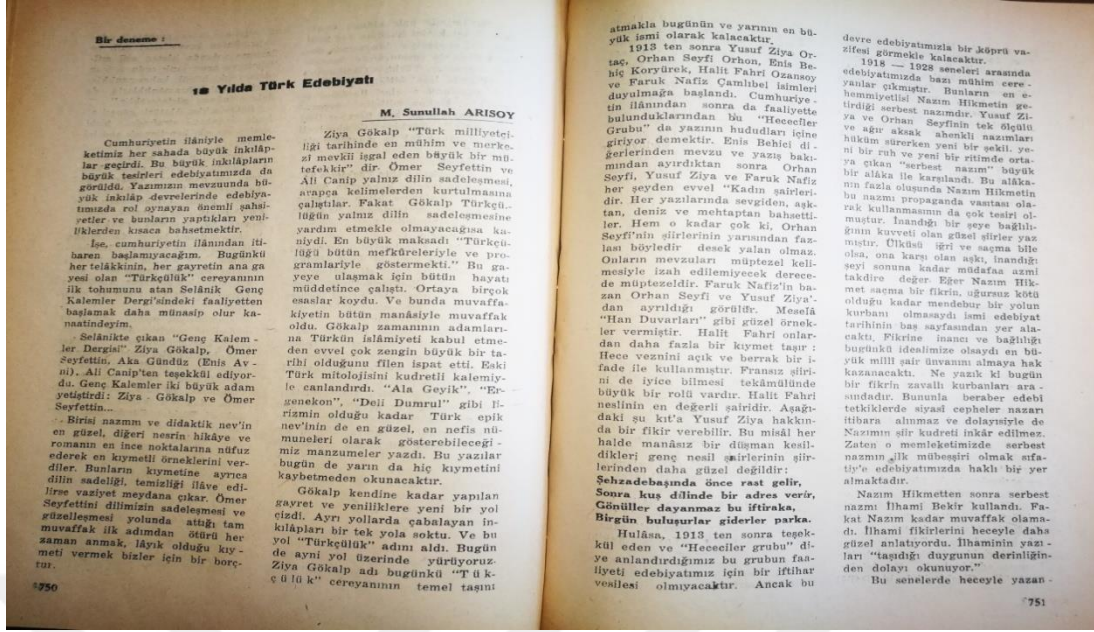 Bir deneme :
10 Yılda Türk Edebiyatı
M. Sunullah ARISOY
Cumhuriyetin ilâniyle memle-
ketimiz her sahada büyük inkılâp-
lar geçirdi. Bu büyük inkılâpların
büyük tesirleri edebiyatımızda da
görüldü. Yazımızın mevzuunda bü-
yük inkılâp devrelerinde edebiya-
tımızda rol oynayan önemli şahsi-
yetler ve bunların yaptıkları yeni-
liklerden kısaca bahsetmektir.
İşe, cumhuriyetin ilânından iti-
baren başlamıyacağım. Bugünkü
her telâkkinin, her gayretin ana ga
yesi olan "Türkçülük" cereyanının
ilk tohumunu atan Selânik Genç
Kalemler Dergi'sindeki faaliyetten
başlamak daha münasip olur ka-
naatindeyim.
Selânikte çıkan "Genç Kalem -
ler Dergisi" Ziya Gökalp, Ömer
Seyfettin, Aka Gündüz (Enis Av -
ni), Ali Canip'ten teşekkül ediyor-
du. Genç Kalemler iki büyük adam
yetiştirdi: Ziya Gökalp ve Ömer
Seyfettin...
Birisi nazmın ve didaktik nev'in
en güzel, diğeri nesrin hikâye ve
romanın en ince noktalarına nüfuz
ederek en kıymetli örneklerini ver-
diler. Bunların kıymetine ayrıca
dilin sadeliği, temizliği ilâve edi-
lirse vaziyet meydana çıkar. Ömer
Seyfettini dilimizin sadeleşmesi ve
güzelleşmesi yolunda attığı tam
muvaffak ilk adımdan ötürü her
zaman anmak, lâyık olduğu kıy -
meti vermek bizler için bir borç-
tur.
750
Ziya Gökalp "Türk milliyetçi-
liği tarihinde en mühim ve merke-
zî mevkii işgal eden büyük bir mü-
tefekkir" dir. Ömer Seyfettin ve
Ali Canip yalnız dilin sadeleşmesi,
arapça kelimelerden kurtulmasına
çalıştılar. Fakat Gökalp Türkçü-
lüğün yalnız dilin sadeleşmesine
yardım etmekle olmayacağına ka-
niydi. En büyük maksadı "Türkçü-
lüğü bütün mefkûreleriyle ve pro-
gramlariyle göstermekti." Bu ga-
yeye ulaşmak için bütün hayatı
müddetince çalıştı. Ortaya birçok
esaslar koydu. Ve bunda muvaffa-
kiyetin bütün mânasiyle muvaffak
oldu. Gökalp zamanının adamları-
na Türkün islâmiyeti kabul etme-
den evvel çok zengin büyük bir ta-
rihi olduğunu filen ispat etti. Eski
Türk mitolojisini kudretli kalemiy-
le canlandırdı. "Ala Geyik", "Er-
genekon", "Deli Dumrul" gibi li-
rizmin olduğu kadar Türk epik
nev'inin de en güzel, en nefis nü-
muneleri olarak gösterebileceği -
miz manzumeler yazdı. Bu yazılar
bugün de yarın da hiç kıymetini
kaybetmeden okunacaktır.
Gökalp kendine kadar yapılan
gayret ve yeniliklere yeni bir yol
çizdi. Ayrı yollarda çabalayan in-
kılâpları bir tek yola soktu. Ve bu
yol "Türkçülük" adını aldı. Bugün
de ayni yol üzerinde yürüyoruz.
Ziya Gökalp adı bugünkü "T ü k-
ç ü l ü k" cereyanının temel taşını
atmakla bugünün ve yarının en bü-
yük ismi olarak kalacaktır.
1913 ten sonra Yusuf Ziya Or-
taç, Orhan Seyfi Orhon, Enis Be-
hiç Koryürek, Halit Fahri Ozansoy
ve Faruk Nafiz Çamlıbel isimleri
duyulmağa başlandı. Cumhuriye -
tin ilânından sonra da faaliyette
bulunduklarından bu "Hececiler
Grubu" da yazının hududları içine
giriyor demektir. Enis Behici di -
ğerlerinden mevzu ve yazış bakı-
mından ayırdıktan sonra Orhan
Seyfi, Yusuf Ziya ve Faruk Nafiz
her şeyden evvel "Kadın şairleri-
dir. Her yazılarında sevgiden, aşk-
tan, deniz ve mehtaptan bahsetti-
ler. Hem o kadar çok ki, Orhan
Seyfi'nin şiirlerinin yarısından faz-
lası böyledir desek yalan olmaz.
Onların mevzuları müptezel keli-
mesiyle izah edilemiyecek derece-
de müptezeldir. Faruk Nafiz'in ba-
zan Orhan Seyfi ve Yusuf Ziya'-
dan ayrıldığı görülür. Meselâ
"Han Duvarları" gibi güzel örnek-
ler vermiştir. Halit Fahri onlar-
dan daha fazla bir kıymet taşır :
Hece veznini açık ve berrak bir i-
fade ile kullanmıştır. Fransız şiiri-
ni de iyice bilmesi tekâmülünde
büyük bir rolü vardır. Halit Fahri
neslinin en değerli şairidir. Aşağı-
daki şu kıt'a Yusuf Ziya hakkın-
da bir fikir verebilir. Bu misâl her
halde mânâsız bir düşman kesil-
dikleri genç nesil şairlerinin şiir-
lerinden daha güzel değildir:
Şehzadebaşında önce rast gelir,
Sonra kuş dilinde bir adres verir,
Gönüller dayanmaz bu iftiraka,
Birgün buluşurlar giderler parka.
Hulâsa, 1913 ten sonra teşek-
kül eden ve "Hececiler grubu" di-
ye anlandırdığımız bu grubun faa-
liyeti edebiyatımız için bir iftihar
vesilesi olmıyacaktır. Ancak bu
devre edebiyatımızla bir köprü va-
zifesi görmekle kalacaktır.
1918 — 1928 seneleri arasında
edebiyatımızda bazı mühim cere -
yanlar çıkmıştır. Bunların en e-
hemmiyetlisi Nazım Hikmetin ge-
tirdiği serbest nazımdır. Yusuf Zi-
ya ve Orhan Seyfinin tek ölçülü
ve ağır aksak ahenkli nazımları
hüküm sürerken yeni bir şekil, ye-
ni bir ruh ve yeni bir ritimde orta-
ya çıkan "serbest nazım" büyük
bir alâka ile karşılandı. Bu alâka-
nın fazla oluşunda Nazım Hikmetin
bu nazmı propaganda vasıtası ola-
rak kullanmasının da çok tesiri ol-
muştur. İnandığı bir şeye bağlılı-
ğının kuvveti olan güzel şiirler yaz
mıştır. Ülküsü iğri ve saçma bile
olsa, ona karşı olan aşkı, inandığı
şeyi sonuna kadar müdafaa azmi
takdire değer. Eğer Nazım Hik-
met saçma bir fikrin, uğursuz kötü
olduğu kadar mendebur bir yolun
kurbanı olmasaydı ismi edebiyat
tarihinin baş sayfasından yer ala-
caktı. Fikrine inancı ve bağlılığı
bugünkü idealimize olsaydı en bü-
yük millî şair ünvanını almaya hak
kazanacaktı. Ne yazık ki bugün
bir fikrin zavallı kurbanları ara -
sındadır. Bununla beraber edebî
tetkiklerde siyasî cepheler nazarı
itibara alınmaz ve dolayısiyle de
Nazımın şiir kudreti inkâr edilmez.
Zaten o memleketimizde serbest
nazmın ilk mübeşşiri olmak sıfa-
tiy'e edebiyatımızda haklı bir yer
almaktadır.
Nazım Hikmetten sonra serbest
nazmı İlhami Bekir kullandı. Fa-
kat Nazım kadar muvaffak olama-
dı. İlhami fikirlerini heceyle daha
güzel anlatıyordu. İlhaminin yazı -
ları "taşıdığı duygunun derinliğin-
den dolayı okunuyor."
Bu senelerde heceyle yazan -
751